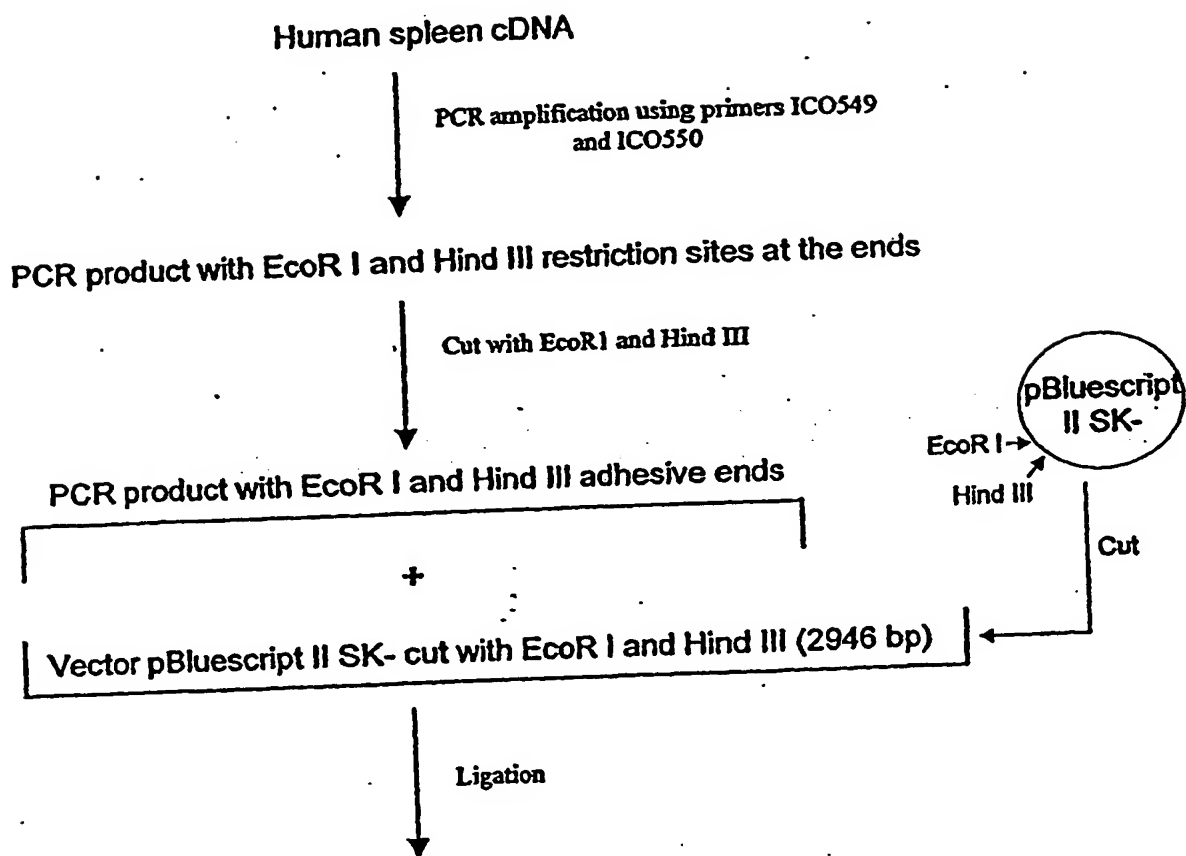 Human spleen cDNA
PCR amplification using primers ICO549
and ICO550
PCR product with EcoR I and Hind III restriction sites at the ends
Cut with EcoR1 and Hind III
pBluescript
II SK-
EcoR I
Hind III
Cut
PCR product with EcoR I and Hind III adhesive ends
+
Vector pBluescript II SK- cut with EcoR I and Hind III (2946 bp)
Ligation